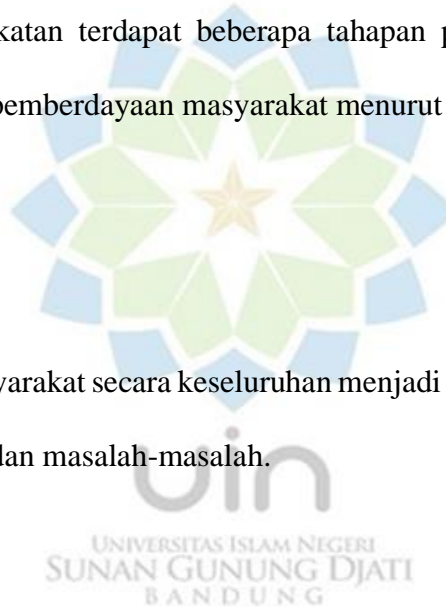 katan terdapat beberapa tahapan
pemberdayaan masyarakat menurut
yarakat secara keseluruhan menjadi
dan masalah-masalah.
uin
UNIVERSITAS ISLAM NEGERI
SUNAN GUNUNG DJATI
BANDUNG